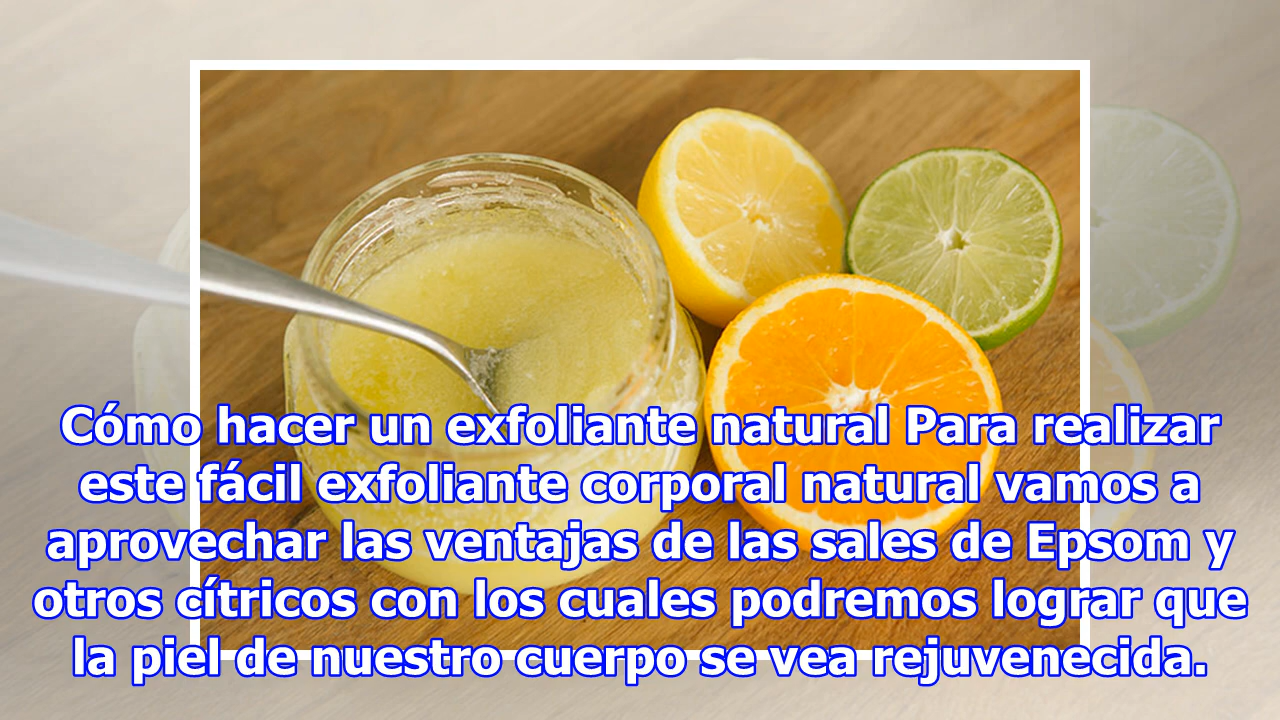 Cómo hacer un exfoliante natural Para realizar
este fácil exfoliante corporal natural vamos a
aprovechar las ventajas de las sales de Epsom y
otros cítricos con los cuales podremos lograr que
la piel de nuestro cuerpo se vea rejuvenecida.